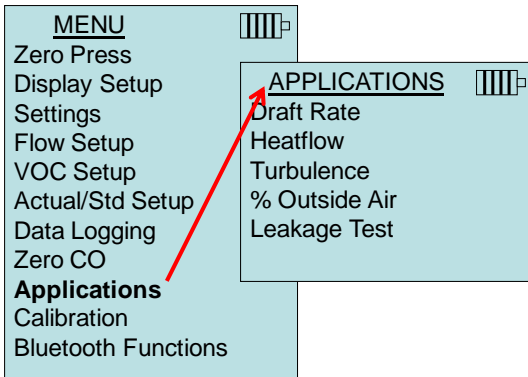 MENU
Zero Press
Display Setup
Settings
Flow Setup
VOC Setup
Actual/Std Setup
Data Logging
Zero CO
Applications
Calibration
Bluetooth Functions
APPLICATIONS
Draft Rate
Heatflow
Turbulence
% Outside Air
Leakage Test